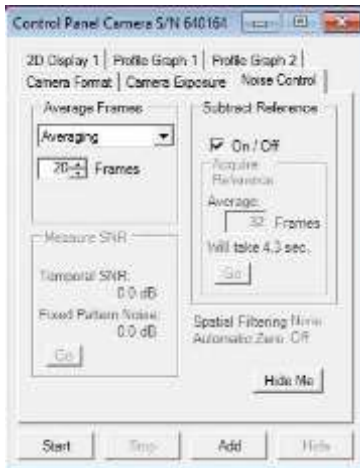 Control Panel Camera S/N 640164
2D Display 1 Profile Graph 1 Profile Graph 2
Camera Format Camera Exposure Noise Control
Average Frames
Averaging
20 Frames
Measure SNR
Temporal SNR:
0.0 dB
Fixed Pattern Noise:
0.0 dB
Go
Subtract Reference
On / Off
Acquire
Reference
Average:
32 Frames
Will take 4.3 sec.
Go
Spatial Filtering None
Automatic Zero Off
Hide Me
Start Stop Add Hide